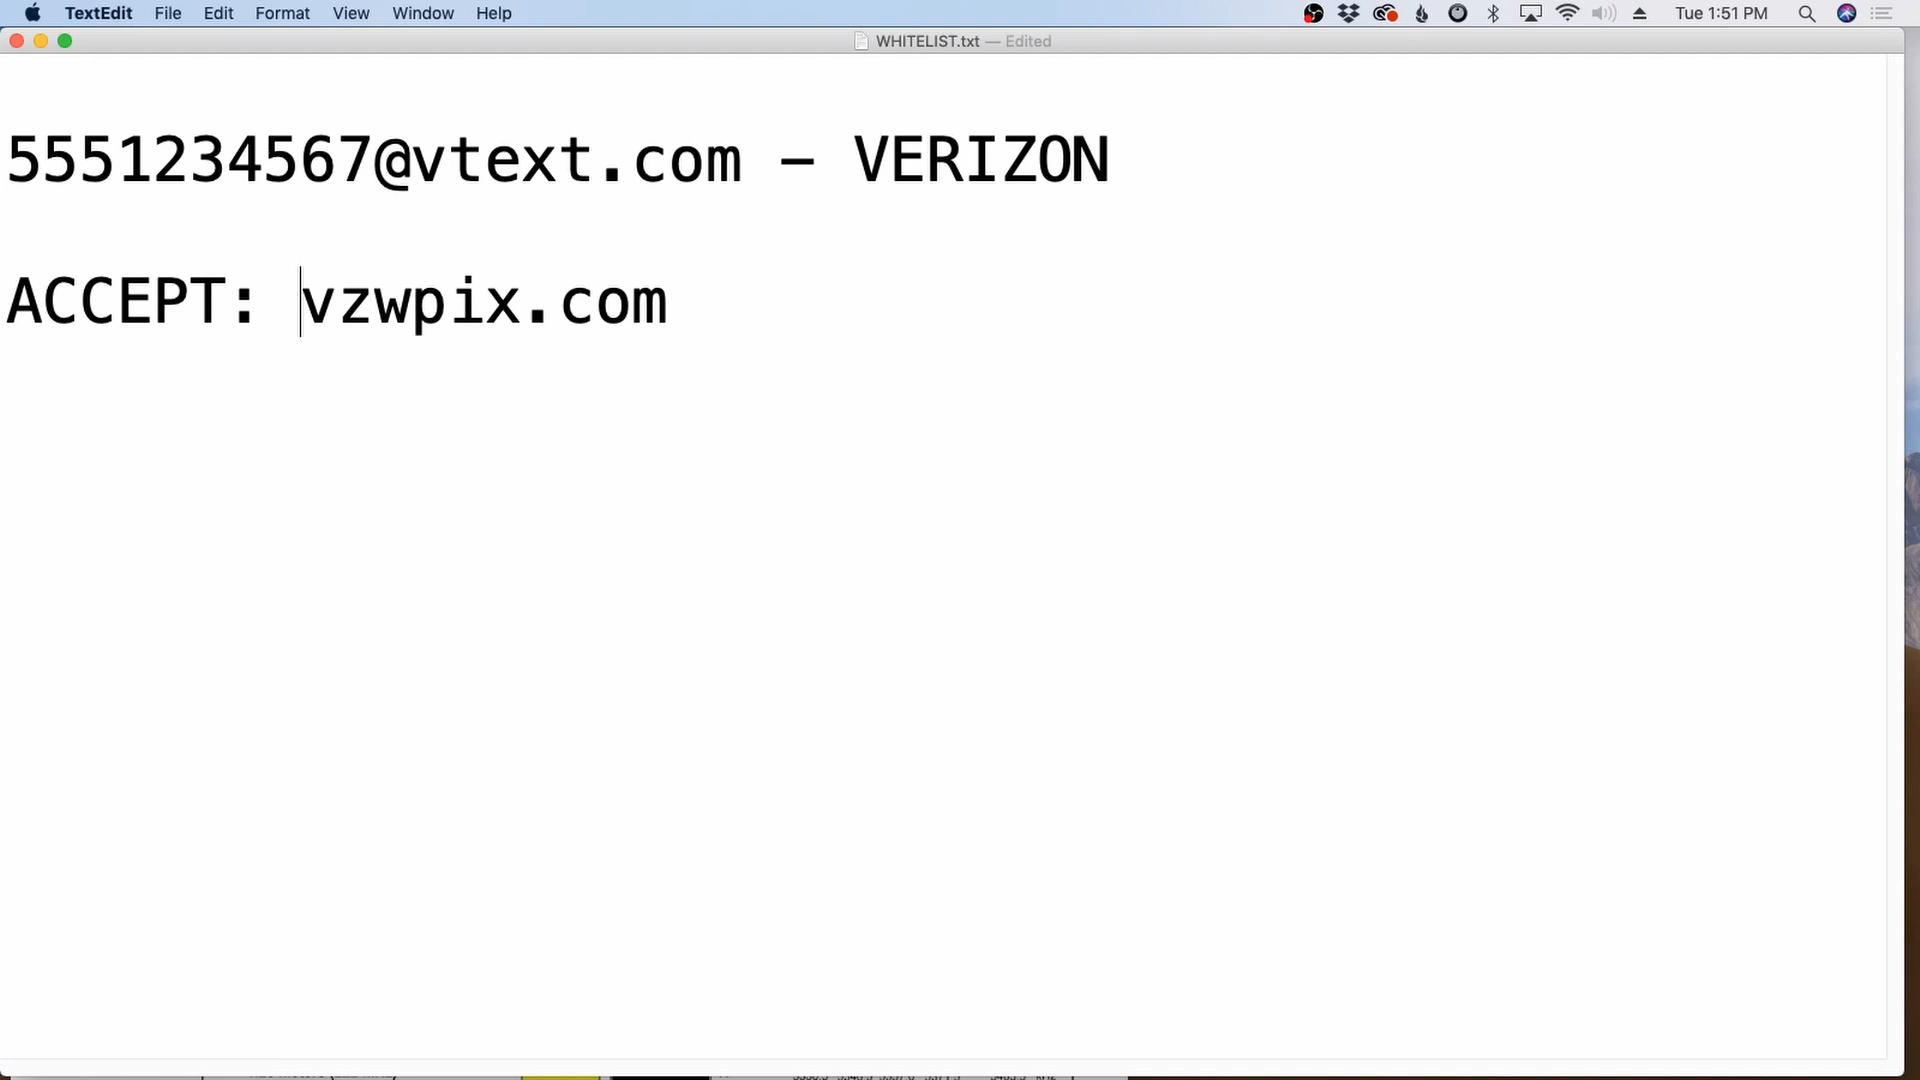 TextEdit File Edit Format View Window Help Tue 1:51 PM
WHITELIST.txt — Edited
5551234567@vtext.com – VERIZON
ACCEPT: vzwpix.com